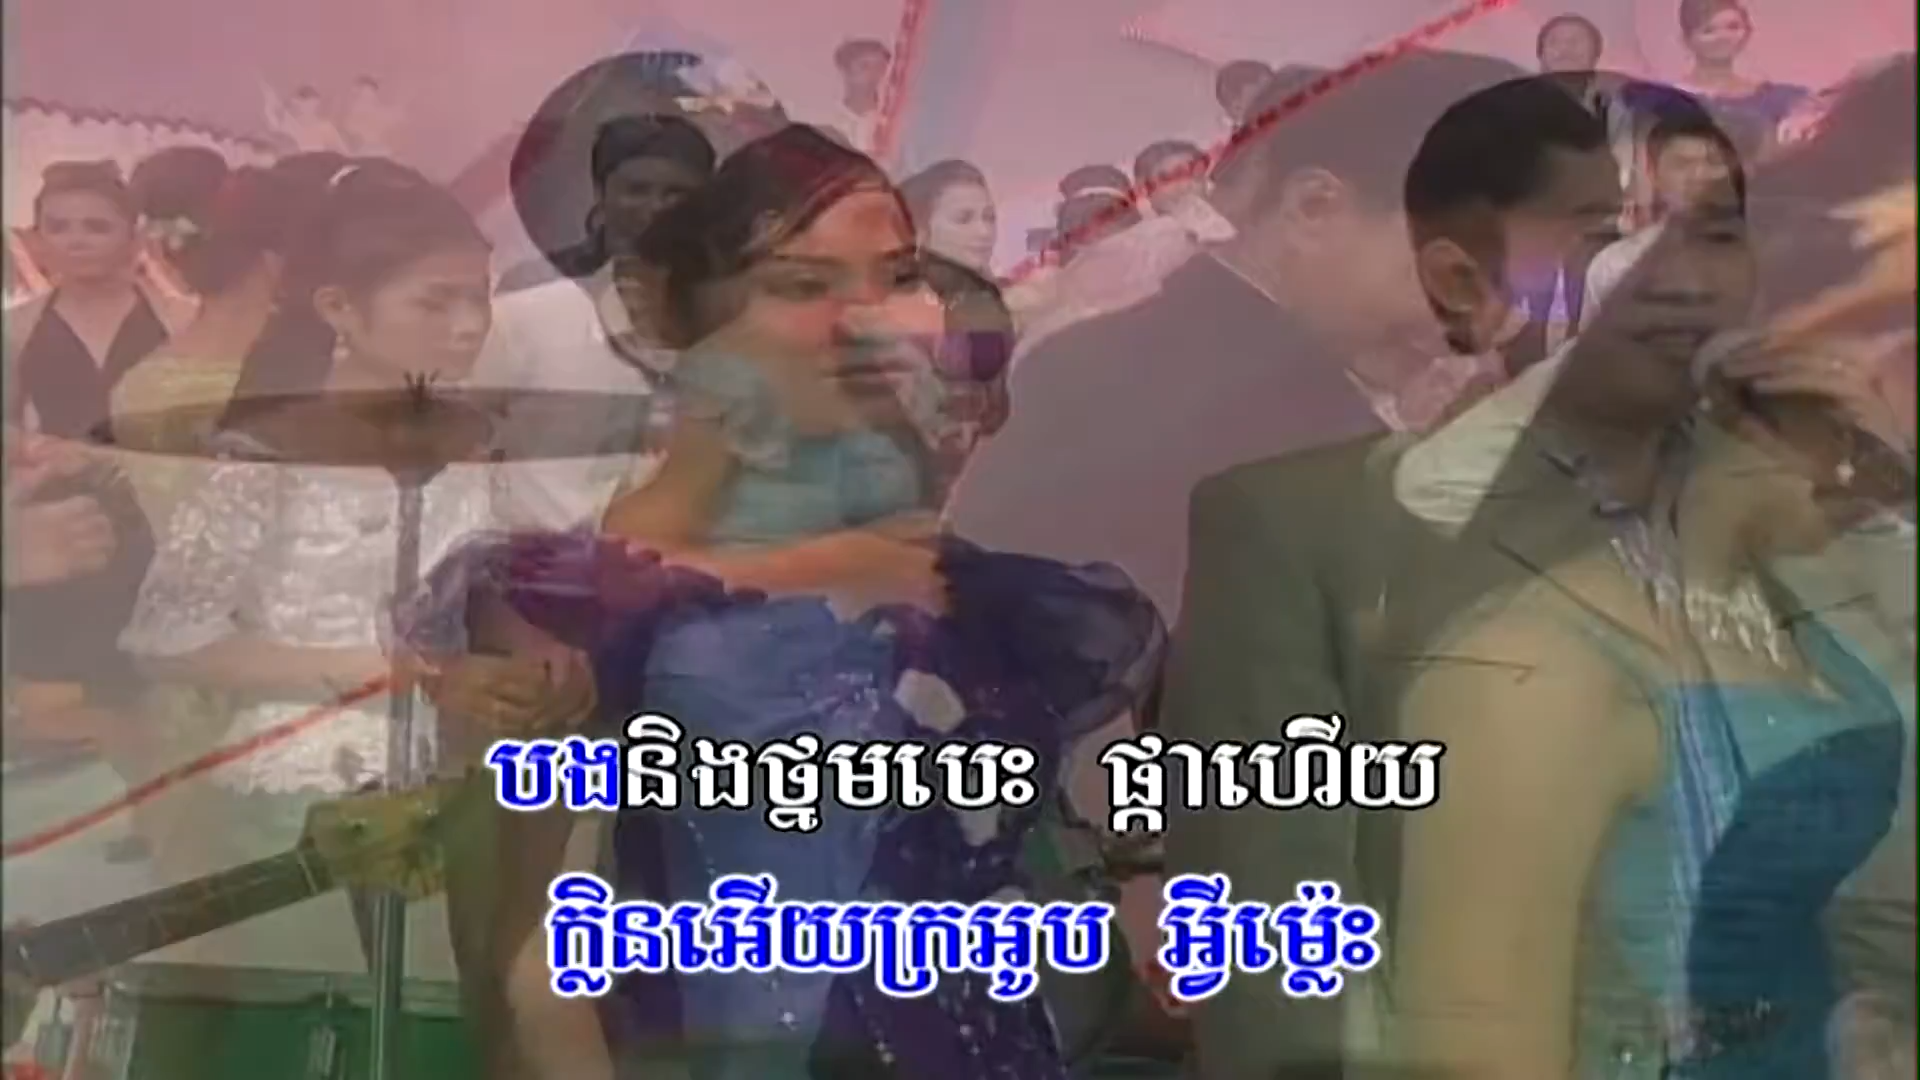 បងនិងថ្នមបេះ ផ្កាហើយ
ក្លិនអើយក្រអូប អ្វីម្ល៉េះ